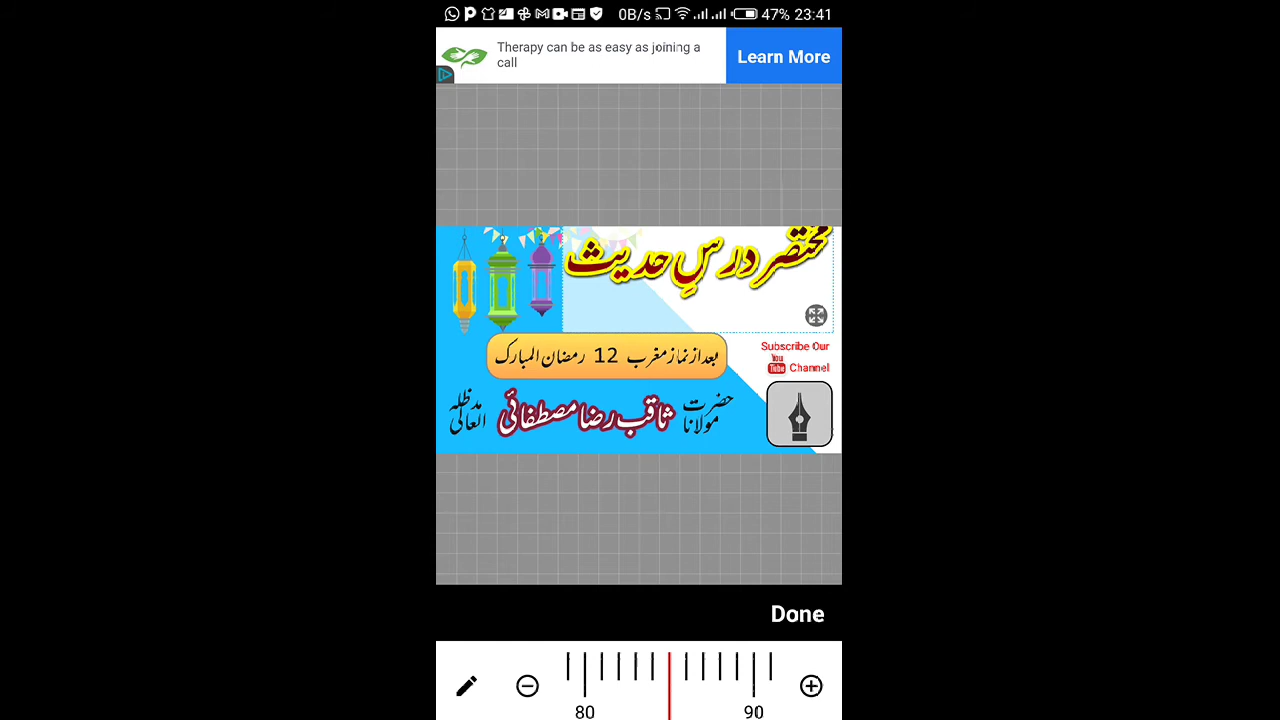 0B/s 47% 23:41
Therapy can be as easy as joining a
call
Learn More
مختصر درسِ حدیث
بعد از نماز مغرب 12 رمضان المبارک
Subscribe Our
You
Tube Channel
حضرت مولانا ثاقب رضا مصطفائی مدظلہ العالی
Done
80 90